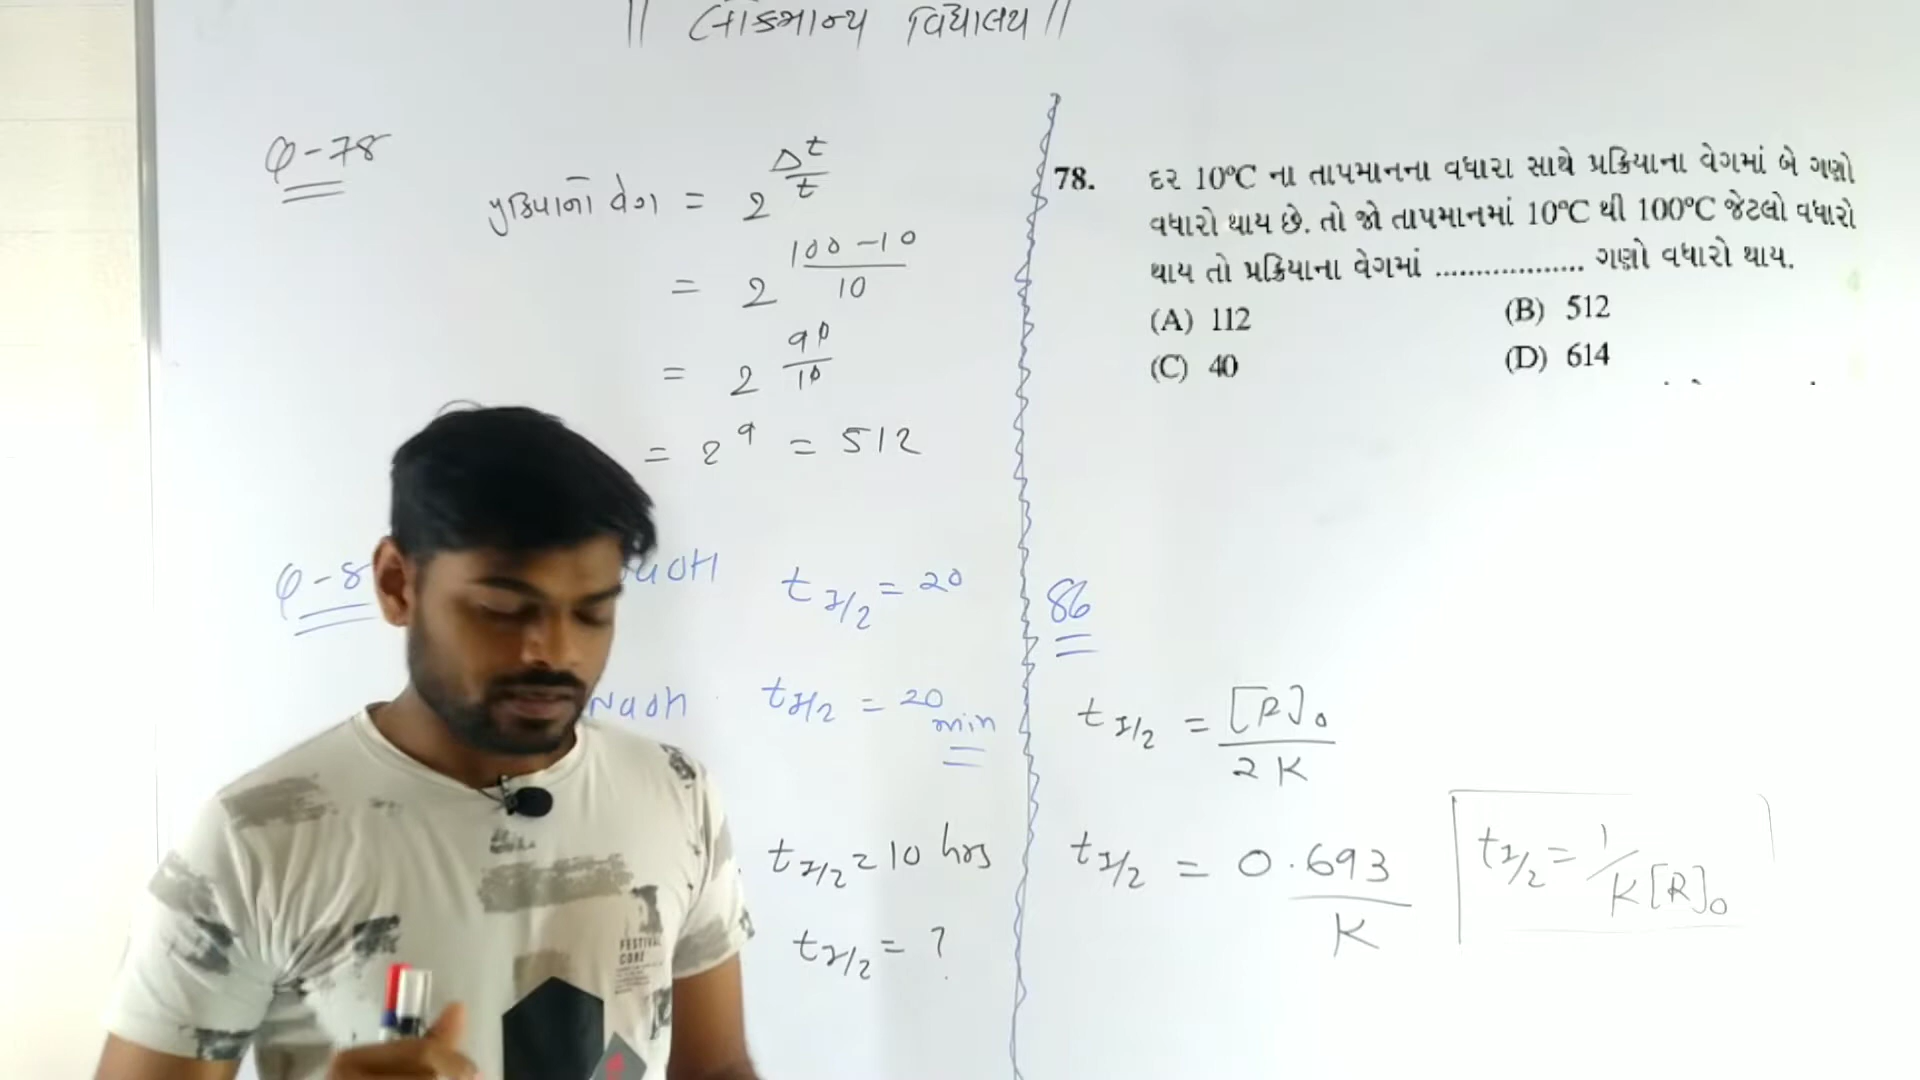 || લોકમાન્ય વિદ્યાલય ||
Q-78
પ્રક્રિયાનો વેગ = 2^(Δt/t)
= 2^((100-10)/10)
= 2^(90/10)
= 2^9 = 512
78. દર 10°C ના તાપમાનના વધારા સાથે પ્રક્રિયાના વેગમાં બે ગણો
વધારો થાય છે. તો જો તાપમાનમાં 10°C થી 100°C જેટલો વધારો
થાય તો પ્રક્રિયાના વેગમાં .................. ગણો વધારો થાય.
(A) 112 (B) 512
(C) 40 (D) 614
t1/2 = 20
t1/2 = 20 min
t1/2 = 10 hrs
t1/2 = ?
86
t1/2 = [R]₀/2K
t1/2 = 0.693/K
t1/2 = 1/K[R]₀
FESTIVAL
CORE